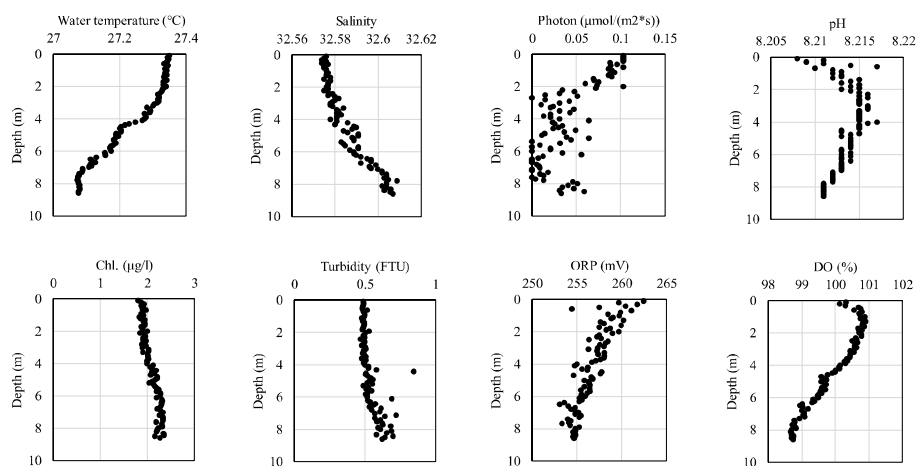 Water temperature (℃)
27 27.2 27.4
0
2
4
6
8
10
Depth (m)
Salinity
32.56 32.58 32.6 32.62
0
2
4
6
8
10
Depth (m)
Photon (μmol/(m2*s))
0 0.05 0.1 0.15
0
2
4
6
8
10
Depth (m)
pH
8.205 8.21 8.215 8.22
0
2
4
6
8
10
Depth (m)
Chl. (μg/l)
0 1 2 3
0
2
4
6
8
10
Depth (m)
Turbidity (FTU)
0 0.5 1
0
2
4
6
8
10
Depth (m)
ORP (mV)
250 255 260 265
0
2
4
6
8
10
Depth (m)
DO (%)
98 99 100 101 102
0
2
4
6
8
10
Depth (m)